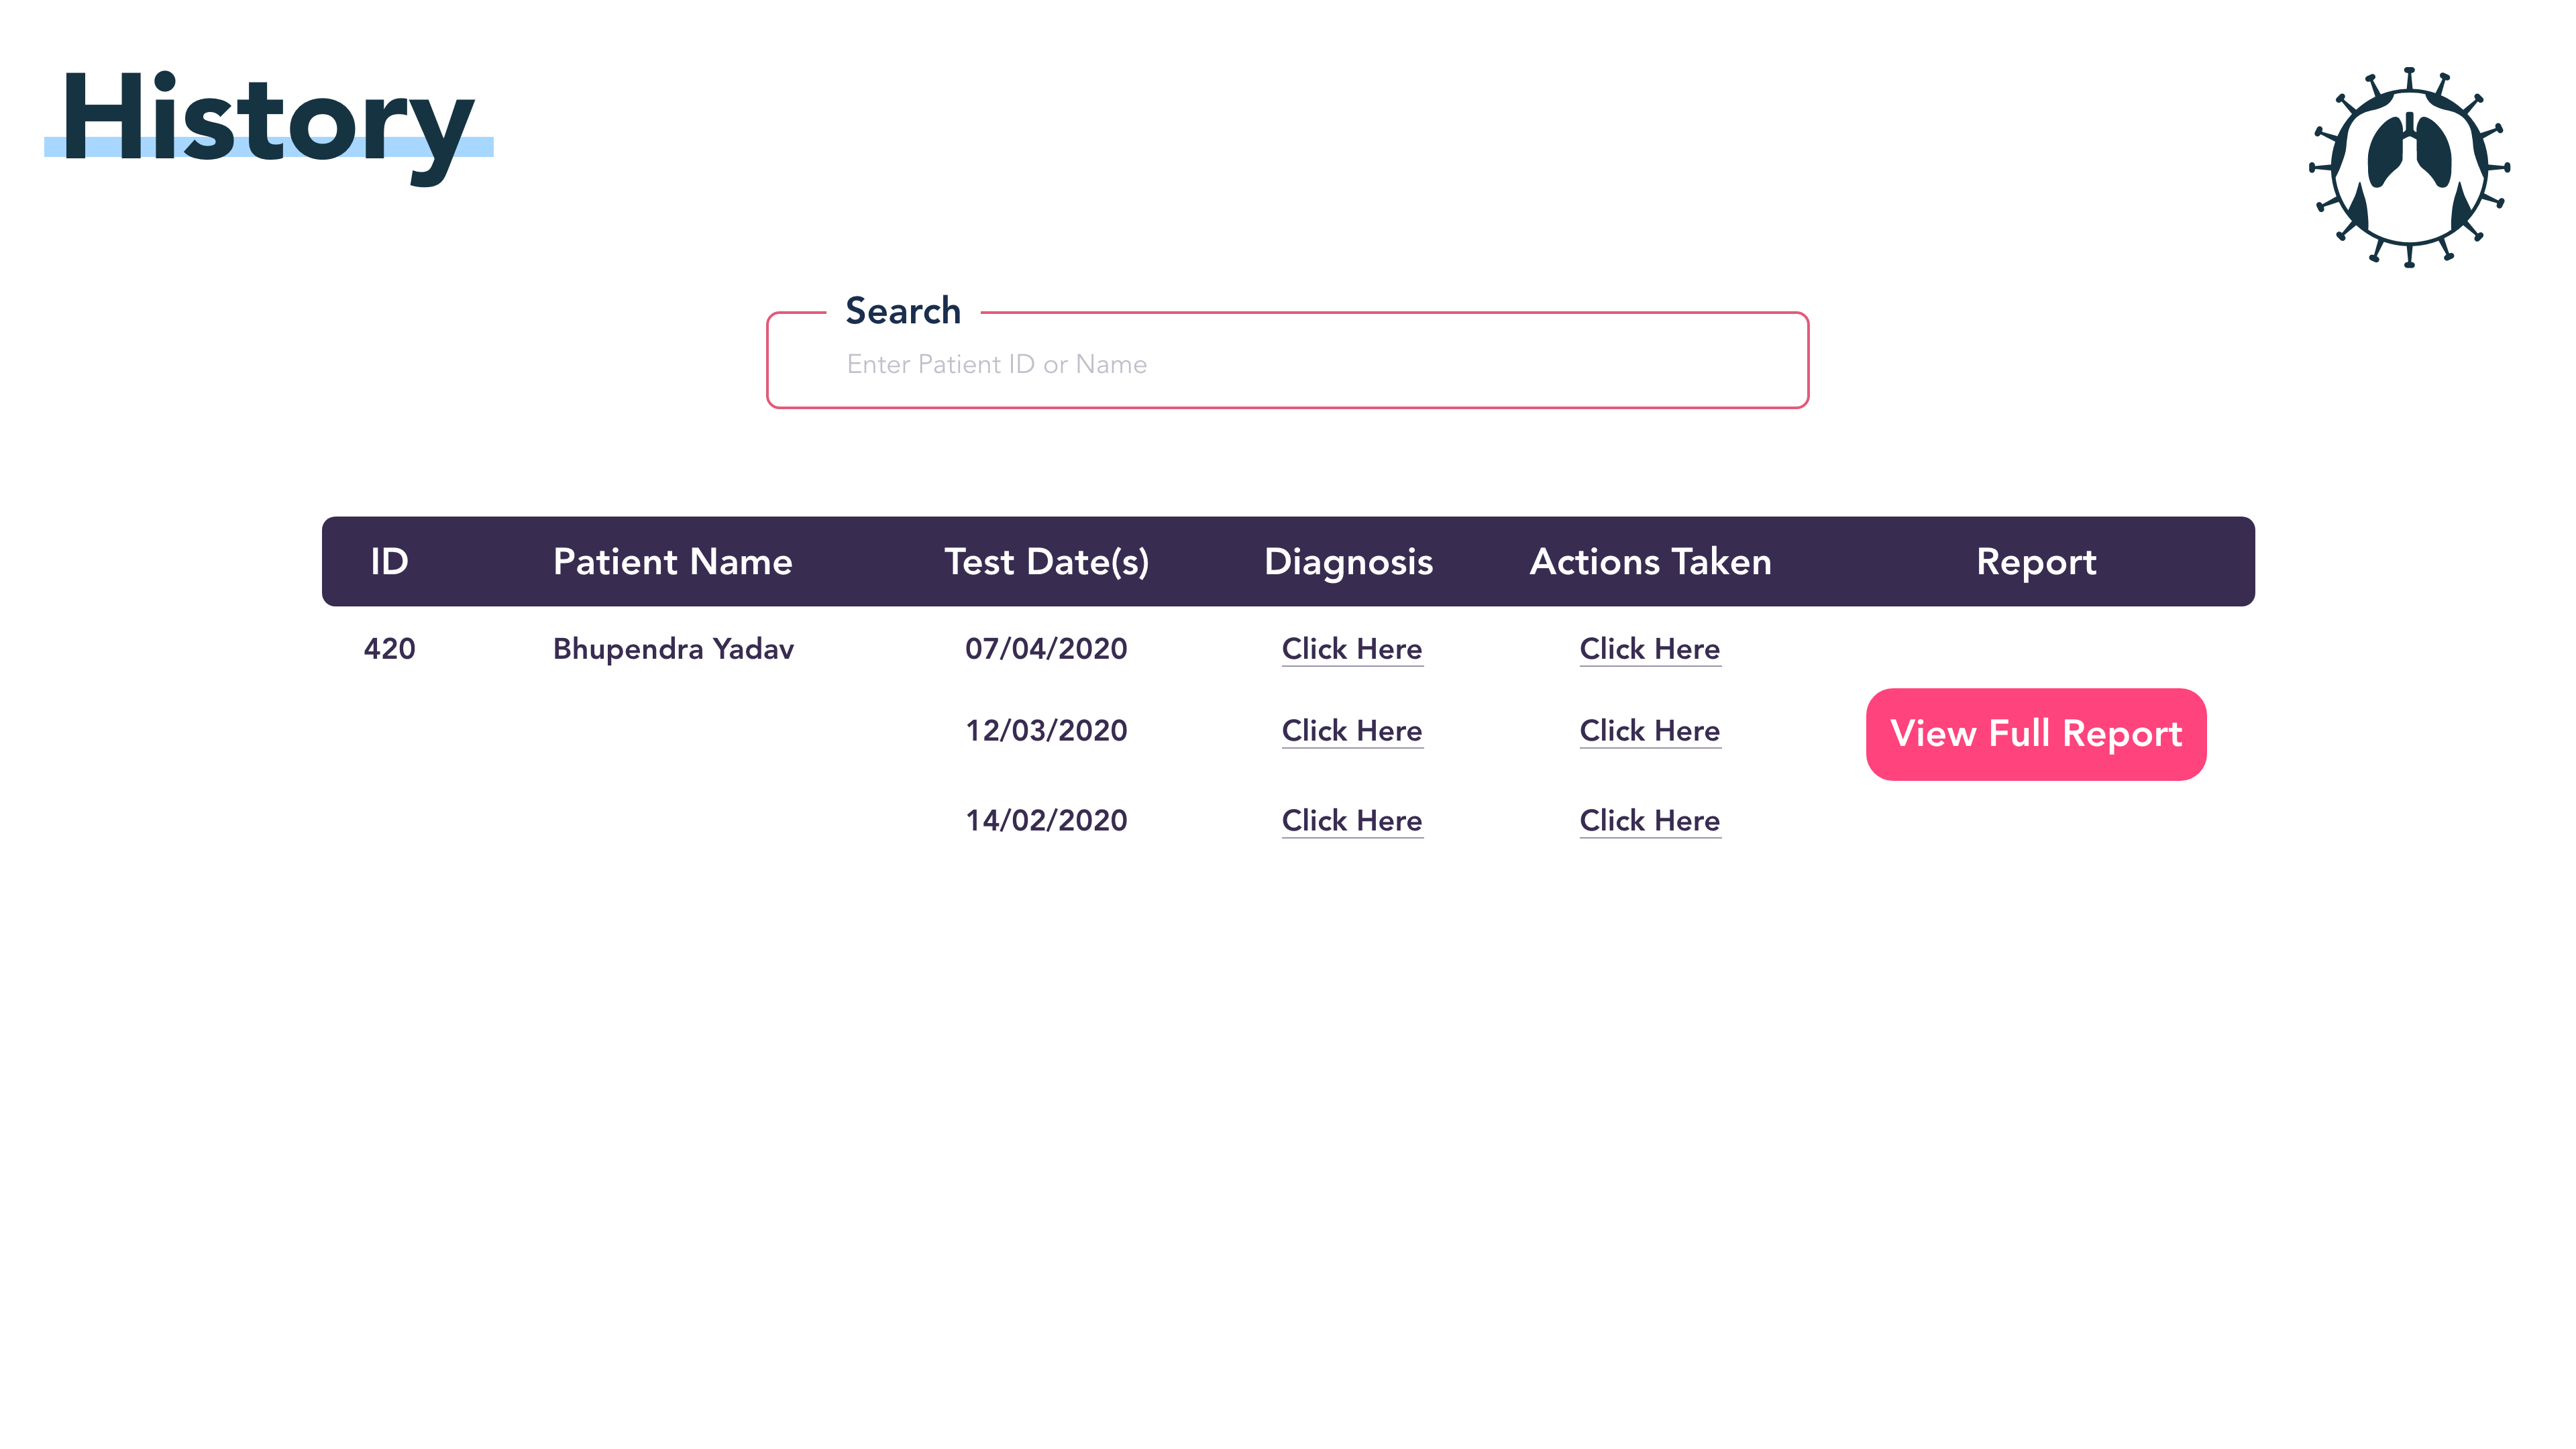 History
Search
Enter Patient ID or Name
ID Patient Name Test Date(s) Diagnosis Actions Taken Report
420 Bhupendra Yadav 07/04/2020 Click Here Click Here
12/03/2020 Click Here Click Here View Full Report
14/02/2020 Click Here Click Here